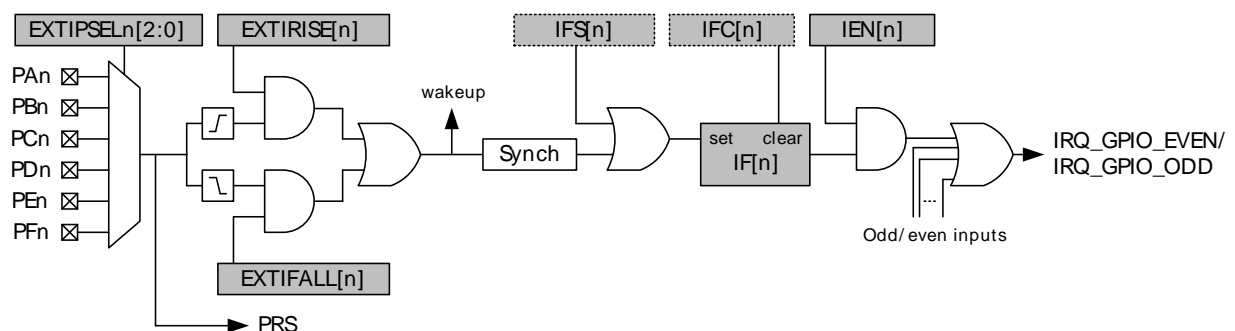 EXTIPSELn[2:0]
EXTIRISE[n]
IFS[n]
IFC[n]
IEN[n]
PAn
PBn
PCn
PDn
PEn
PFn
wakeup
Synch
set clear
IF[n]
IRQ_GPIO_EVEN/
IRQ_GPIO_ODD
...
Odd/even inputs
EXTIFALL[n]
PRS